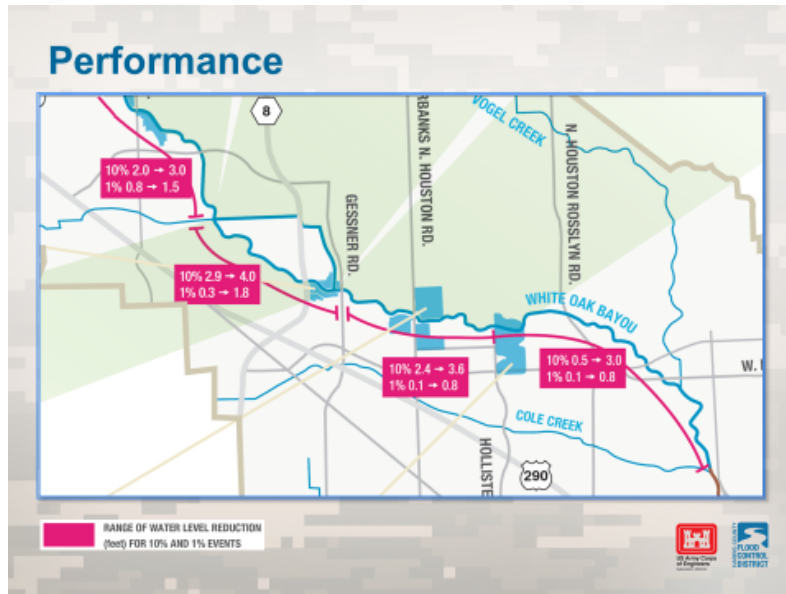 Performance
8
VOGEL CREEK
RBANKS N. HOUSTON RD.
N. HOUSTON ROSSLYN RD.
GESSNER RD.
10% 2.0 → 3.0
1% 0.8 → 1.5
10% 2.9 → 4.0
1% 0.3 → 1.8
WHITE OAK BAYOU
10% 2.4 → 3.6
1% 0.1 → 0.8
10% 0.5 → 3.0
1% 0.1 → 0.8
W.
COLE CREEK
HOLLISTE
290
RANGE OF WATER LEVEL REDUCTION
(feet) FOR 10% AND 1% EVENTS
US Army Corps
of Engineers
HARRIS COUNTY
FLOOD
CONTROL
DISTRICT